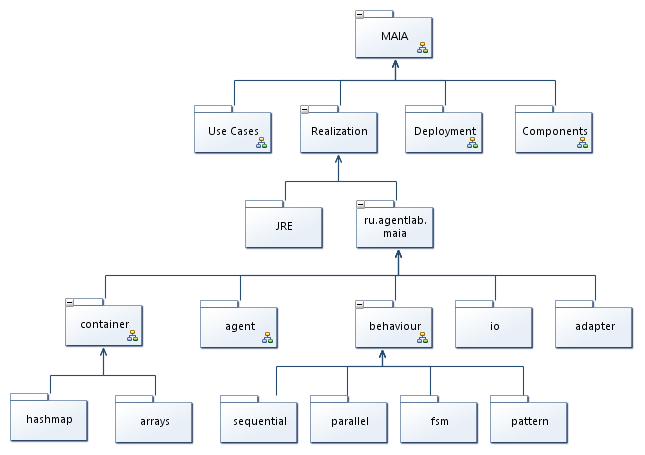 MAIA
Use Cases
Realization
Deployment
Components
JRE
ru.agentlab.
maia
container
agent
behaviour
io
adapter
hashmap
arrays
sequential
parallel
fsm
pattern